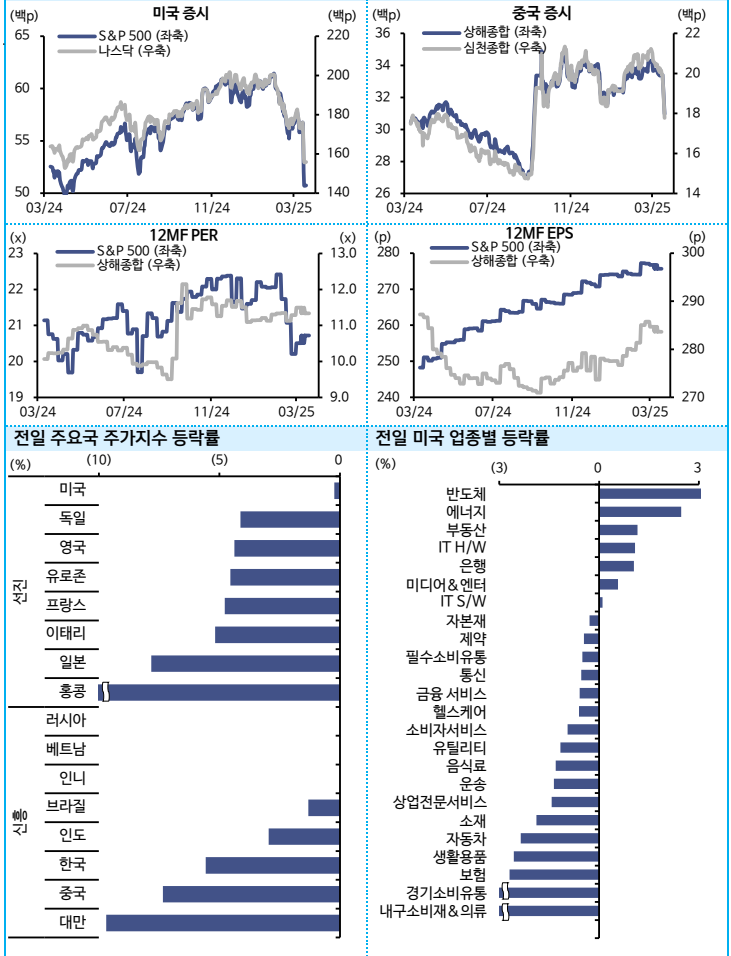 미국 증시
(백p)
(백p)
S&P 500 (좌축)
나스닥 (우축)
65
60
55
50
220
200
180
160
140
03/24
07/24
11/24
03/25
중국 증시
(백p)
(백p)
상해종합 (좌축)
심천종합 (우축)
36
34
32
30
28
26
22
20
18
16
14
03/24
07/24
11/24
03/25
12MF PER
(x)
(x)
S&P 500 (좌축)
상해종합 (우축)
23
22
21
20
19
13.0
12.0
11.0
10.0
9.0
03/24
07/24
11/24
03/25
12MF EPS
(p)
(p)
S&P 500 (좌축)
상해종합 (우축)
280
270
260
250
240
300
290
280
270
03/24
07/24
11/24
03/25
전일 주요국 주가지수 등락률
(%)
(10)
(5)
0
선진
미국
독일
영국
유로존
프랑스
이태리
일본
홍콩
신흥
러시아
베트남
인니
브라질
인도
한국
중국
대만
전일 미국 업종별 등락률
(%)
(3)
0
3
반도체
에너지
부동산
IT H/W
은행
미디어&엔터
IT S/W
자본재
제약
필수소비유통
통신
금융 서비스
헬스케어
소비자서비스
유틸리티
음식료
운송
상업전문서비스
소재
자동차
생활용품
보험
경기소비유통
내구소비재&의류